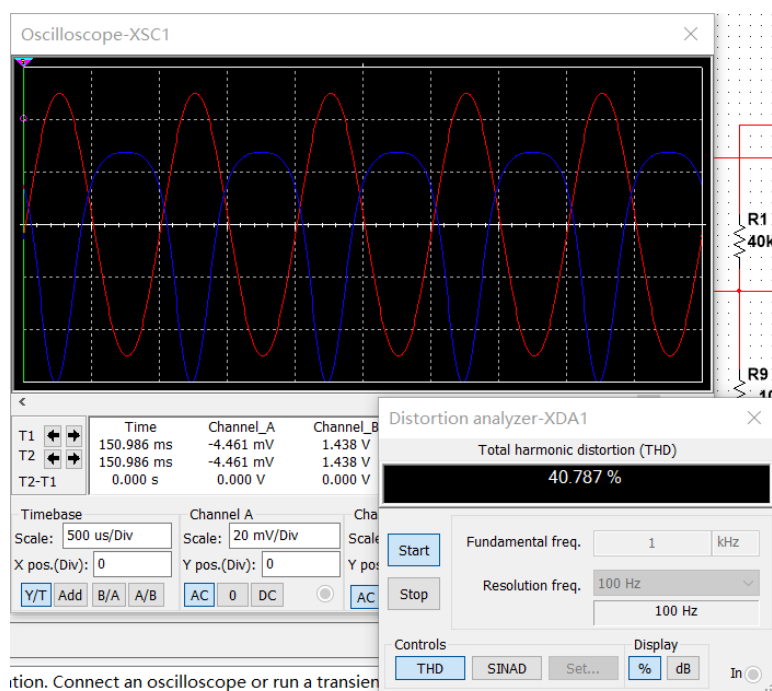 Oscilloscope-XSC1
R1
40k
R9
Time Channel_A Channel_B
T1 150.986 ms -4.461 mV 1.438 V
T2 150.986 ms -4.461 mV 1.438 V
T2-T1 0.000 s 0.000 V 0.000 V
Timebase
Scale: 500 us/Div
X pos.(Div): 0
Y/T Add B/A A/B
Channel A
Scale: 20 mV/Div
Y pos.(Div): 0
AC 0 DC
Cha
Scale
Y pos
AC
Distortion analyzer-XDA1
Total harmonic distortion (THD)
40.787 %
Start
Stop
Fundamental freq. 1 kHz
Resolution freq. 100 Hz
100 Hz
Controls
THD SINAD Set...
Display
% dB
In
tion. Connect an oscilloscope or run a transien